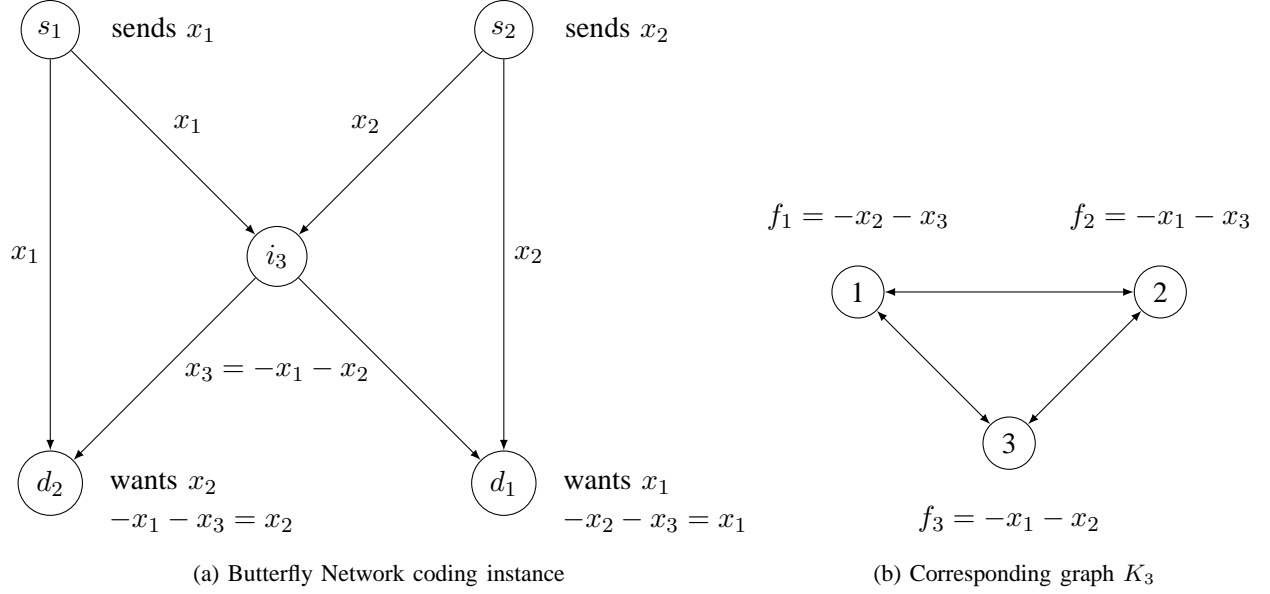 s₁ sends x₁
s₂ sends x₂
x₁
x₂
f₁ = −x₂ − x₃
f₂ = −x₁ − x₃
x₁
i₃
x₂
1
2
x₃ = −x₁ − x₂
3
d₂ wants x₂
−x₁ − x₃ = x₂
d₁ wants x₁
−x₂ − x₃ = x₁
f₃ = −x₁ − x₂
(a) Butterfly Network coding instance
(b) Corresponding graph K₃